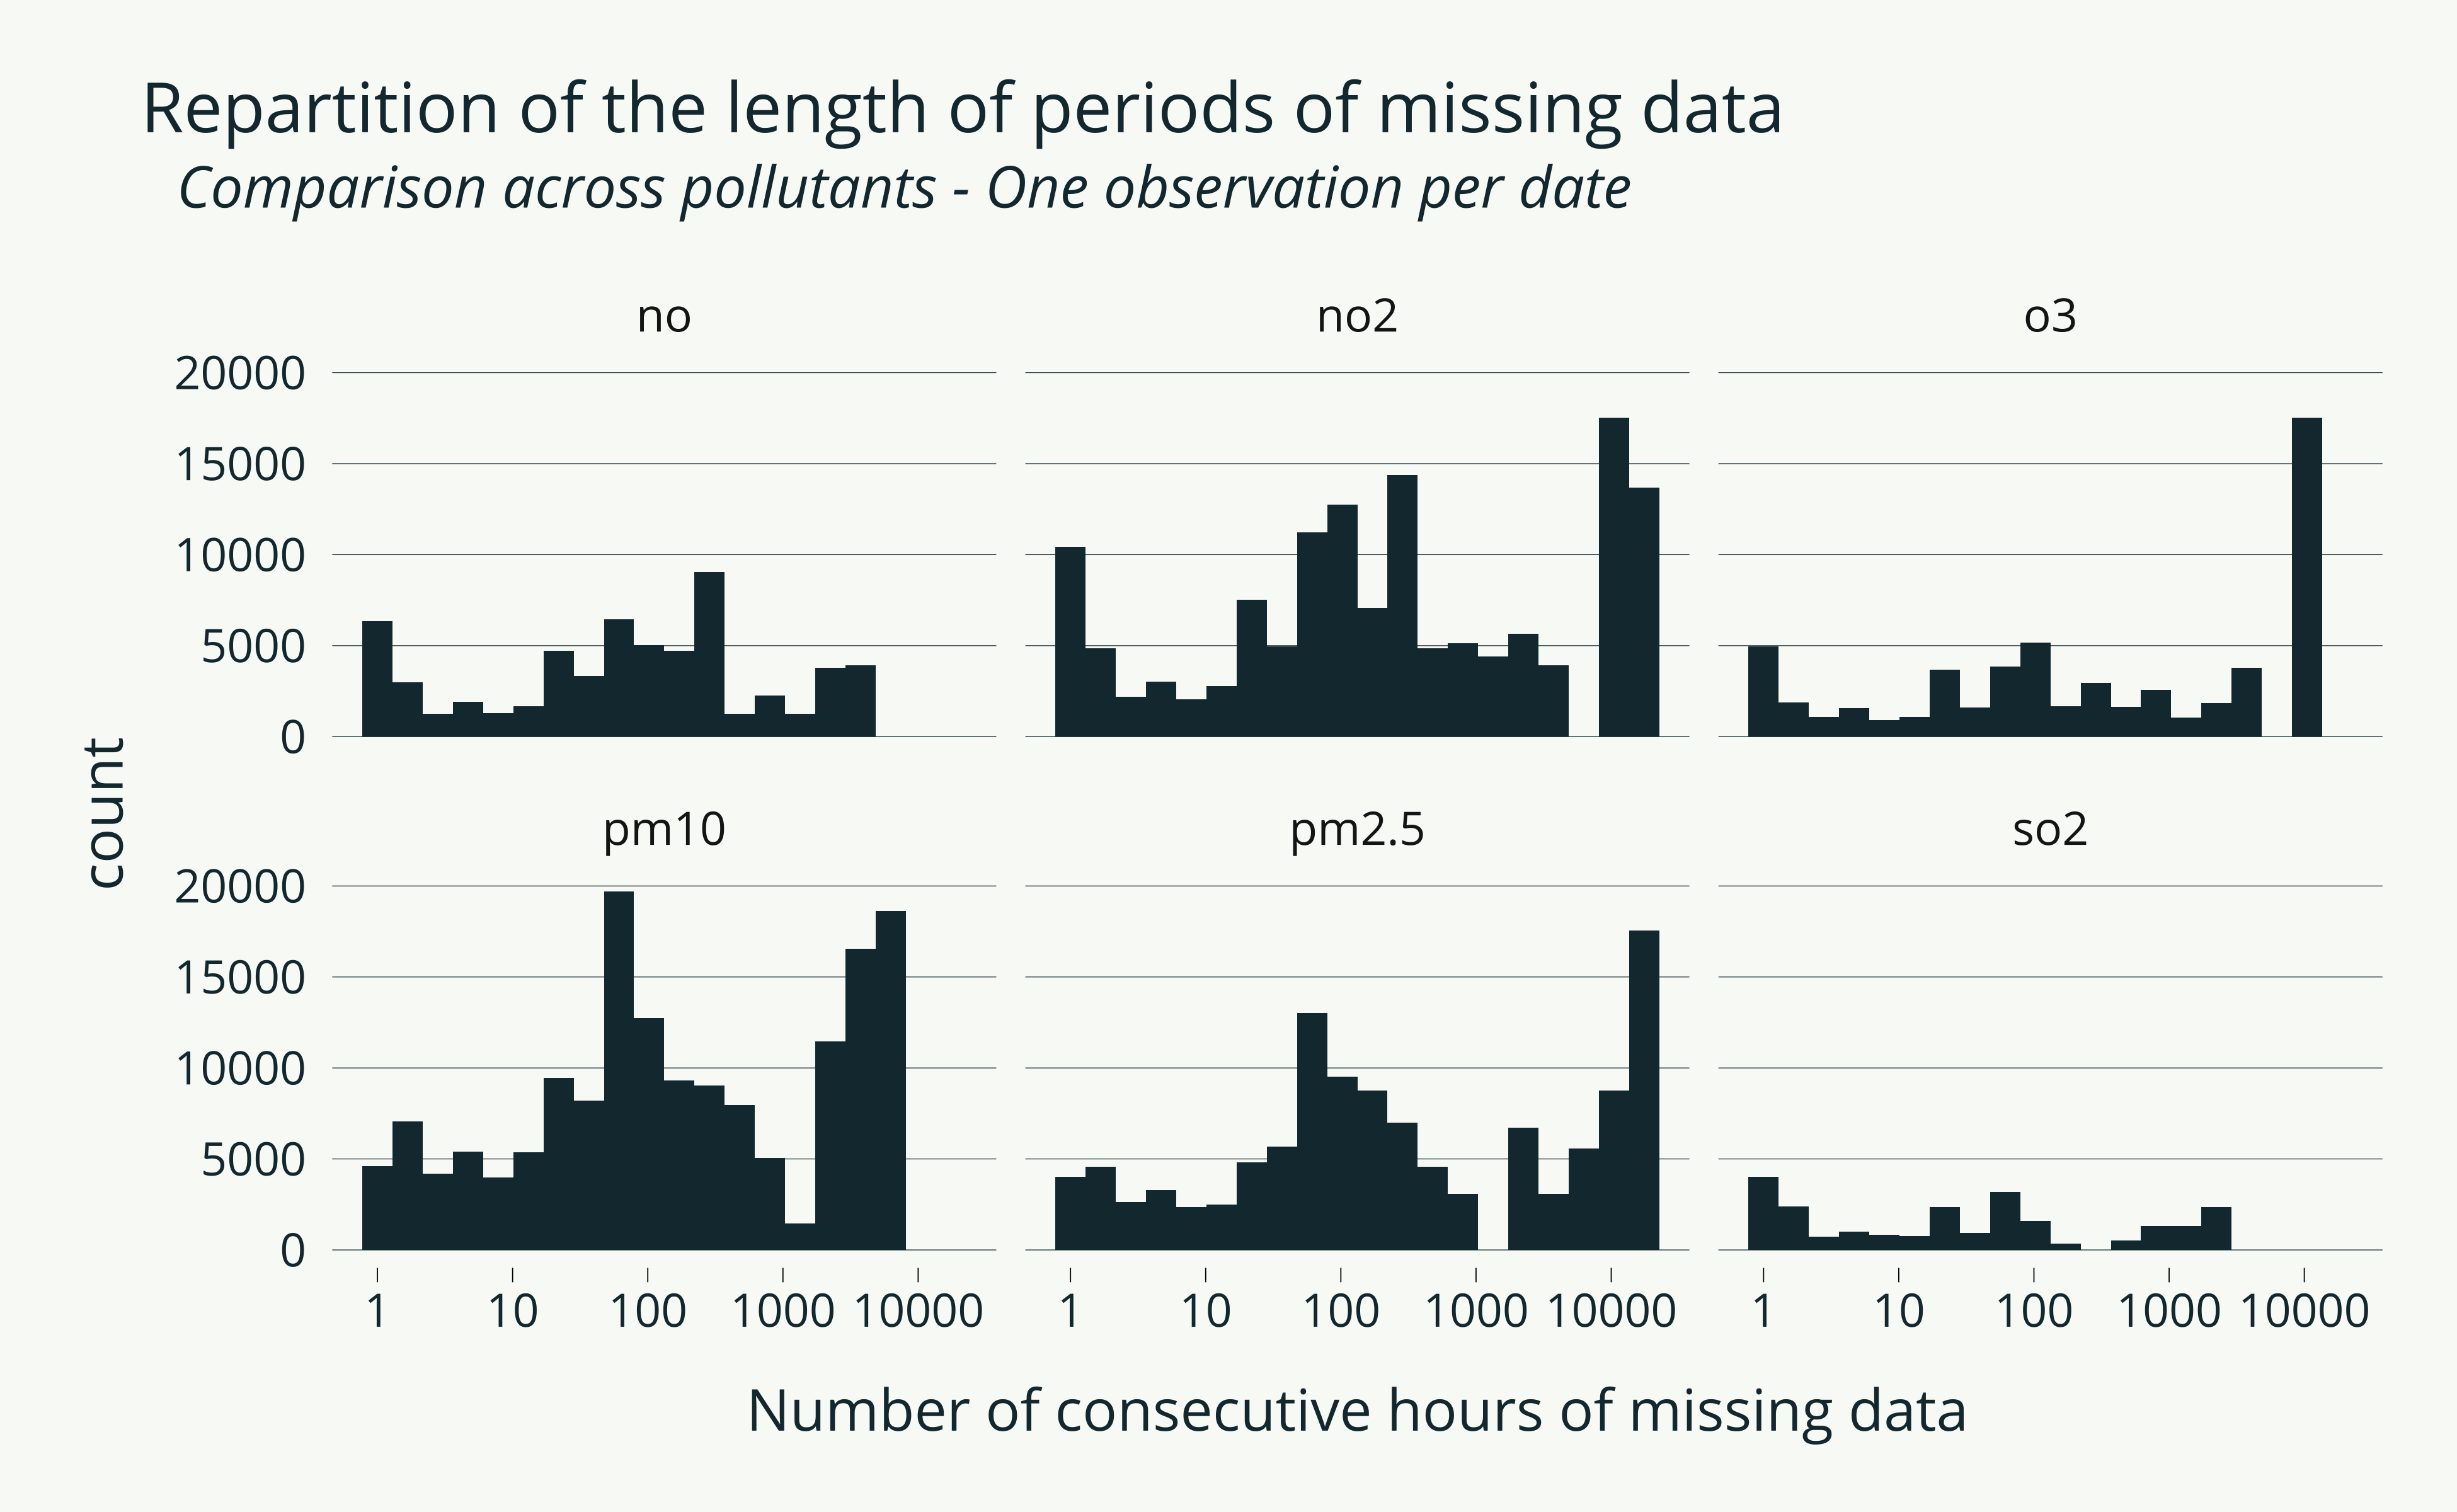 Repartition of the length of periods of missing data
Comparison across pollutants - One observation per date
no
no2
o3
20000
15000
10000
5000
0
count
pm10
pm2.5
so2
20000
15000
10000
5000
0
1 10 100 1000 10000
1 10 100 1000 10000
1 10 100 1000 10000
Number of consecutive hours of missing data